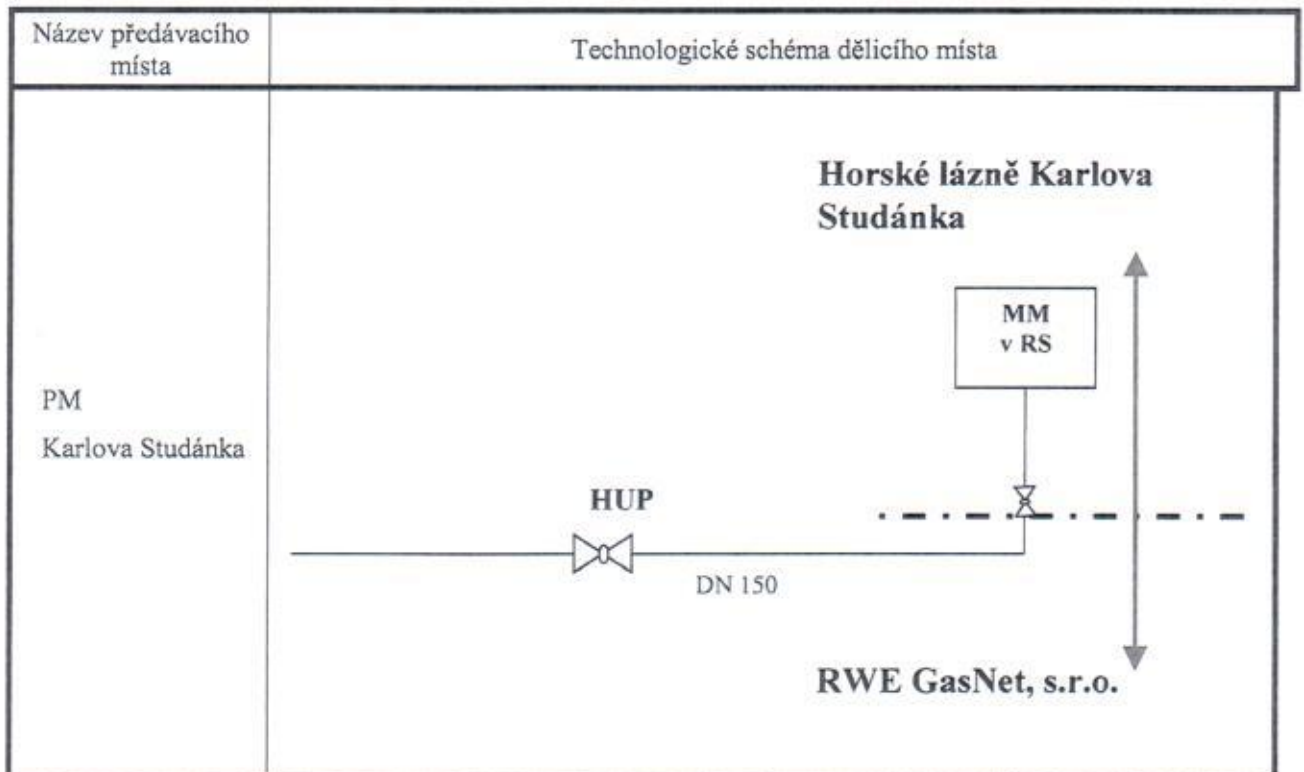 Název předávacího
místa
Technologické schéma dělicího místa
Horské lázně Karlova
Studánka
MM
v RS
PM
Karlova Studánka
HUP
DN 150
RWE GasNet, s.r.o.